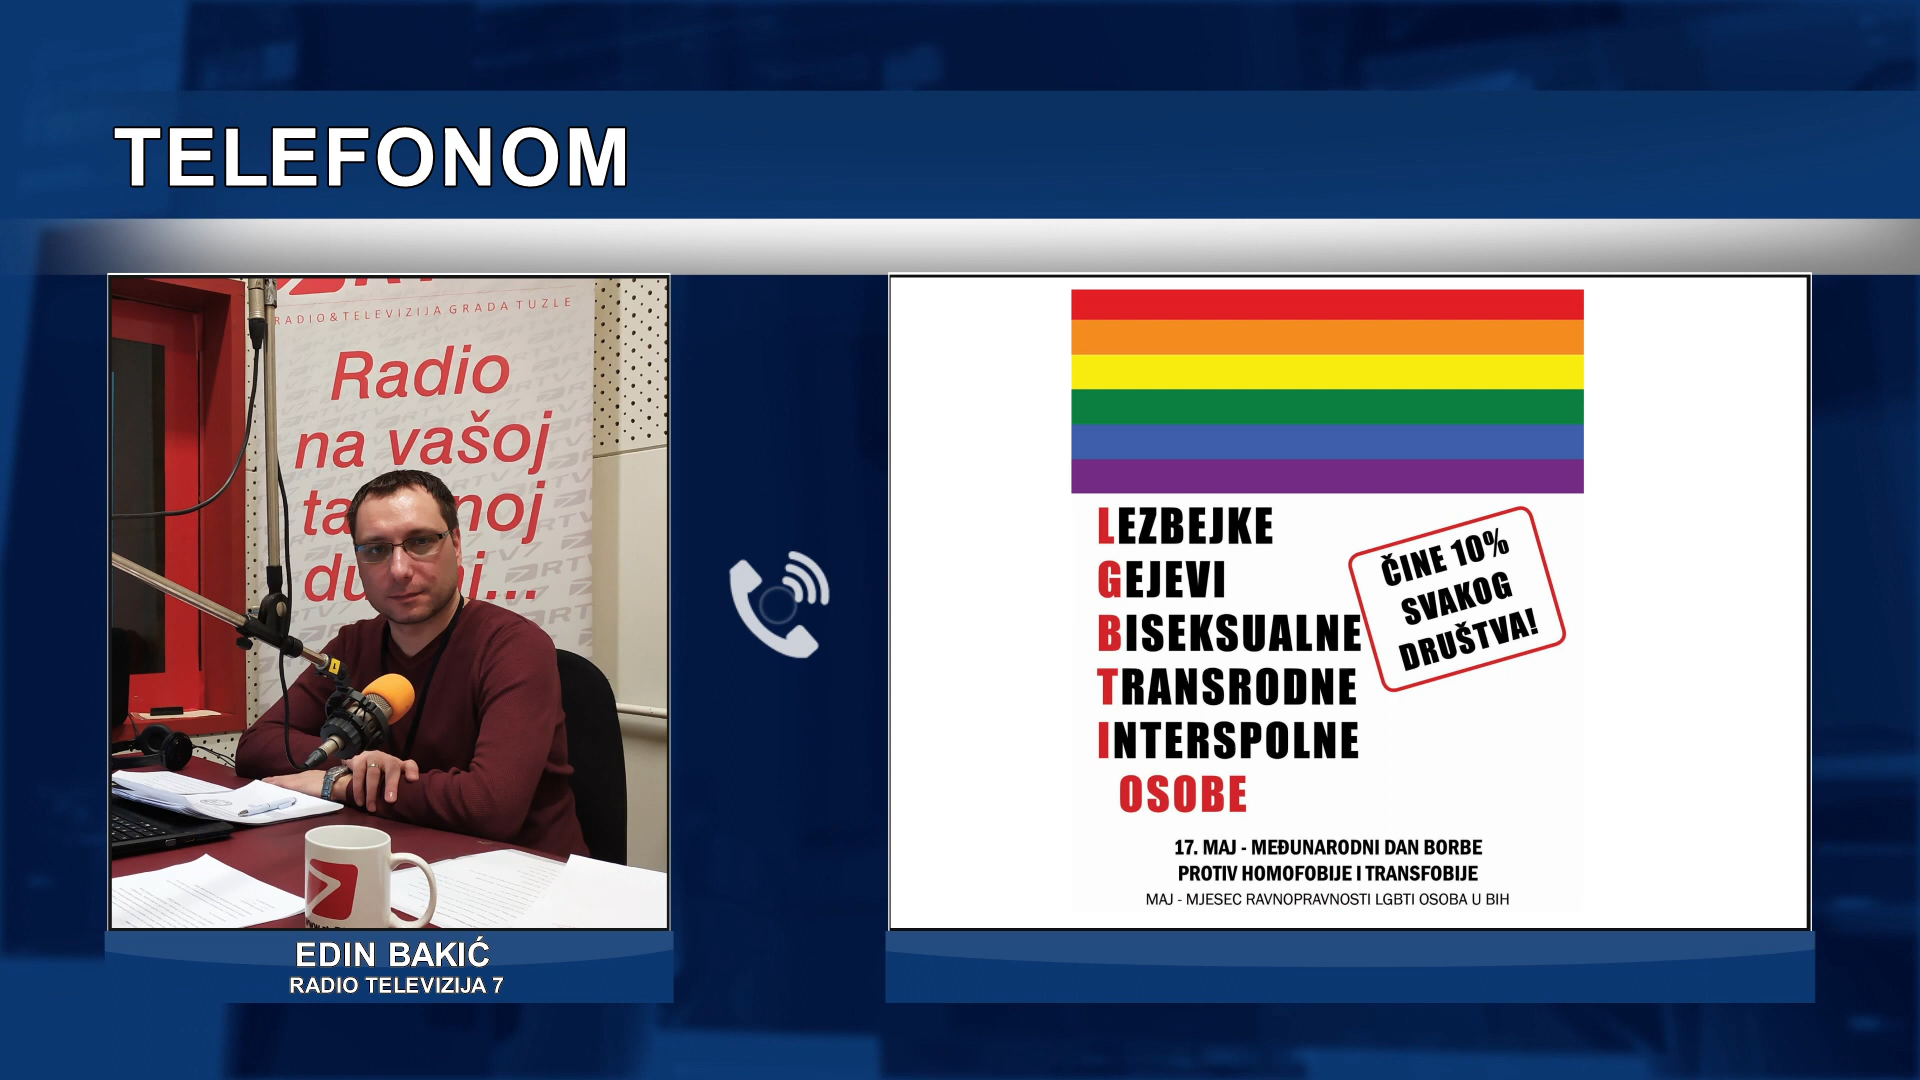 TELEFONOM
RADIO&TELEVIZIJA GRADA TUZLE
Radio
na vašoj
EDIN BAKIĆ
RADIO TELEVIZIJA 7
LEZBEJKE
GEJEVI
BISEKSUALNE
TRANSRODNE
INTERSPOLNE
OSOBE
ČINE 10%
SVAKOG
DRUŠTVA!
17. MAJ - MEĐUNARODNI DAN BORBE
PROTIV HOMOFOBIJE I TRANSFOBIJE
MAJ - MJESEC RAVNOPRAVNOSTI LGBTI OSOBA U BIH